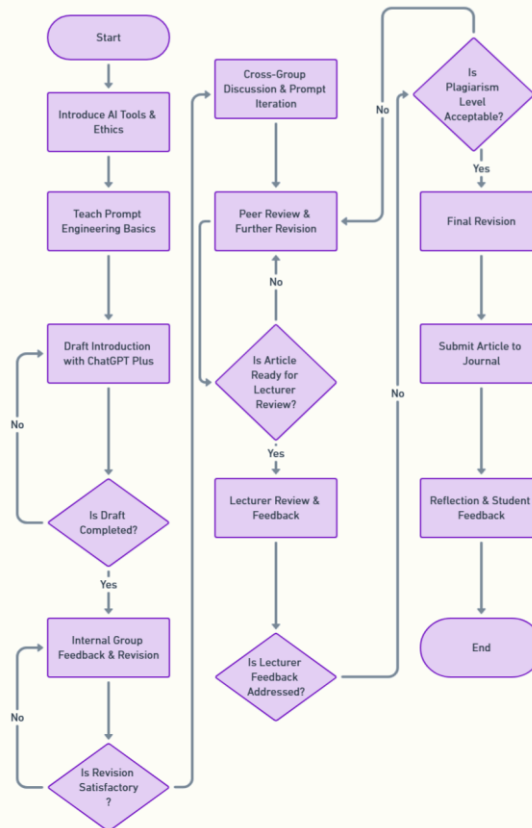 Start
Introduce AI Tools &
Ethics
Teach Prompt
Engineering Basics
Draft Introduction
with ChatGPT Plus
No
Is Draft
Completed?
Yes
Internal Group
Feedback & Revision
No
Is Revision
Satisfactory
?
Cross-Group
Discussion & Prompt
Iteration
Peer Review &
Further Revision
No
Is Article
Ready for
Lecturer
Review?
Yes
Lecturer Review &
Feedback
Is Lecturer
Feedback
Addressed?
No
Is
Plagiarism
Level
Acceptable?
No
Yes
Final Revision
Submit Article to
Journal
Reflection & Student
Feedback
End